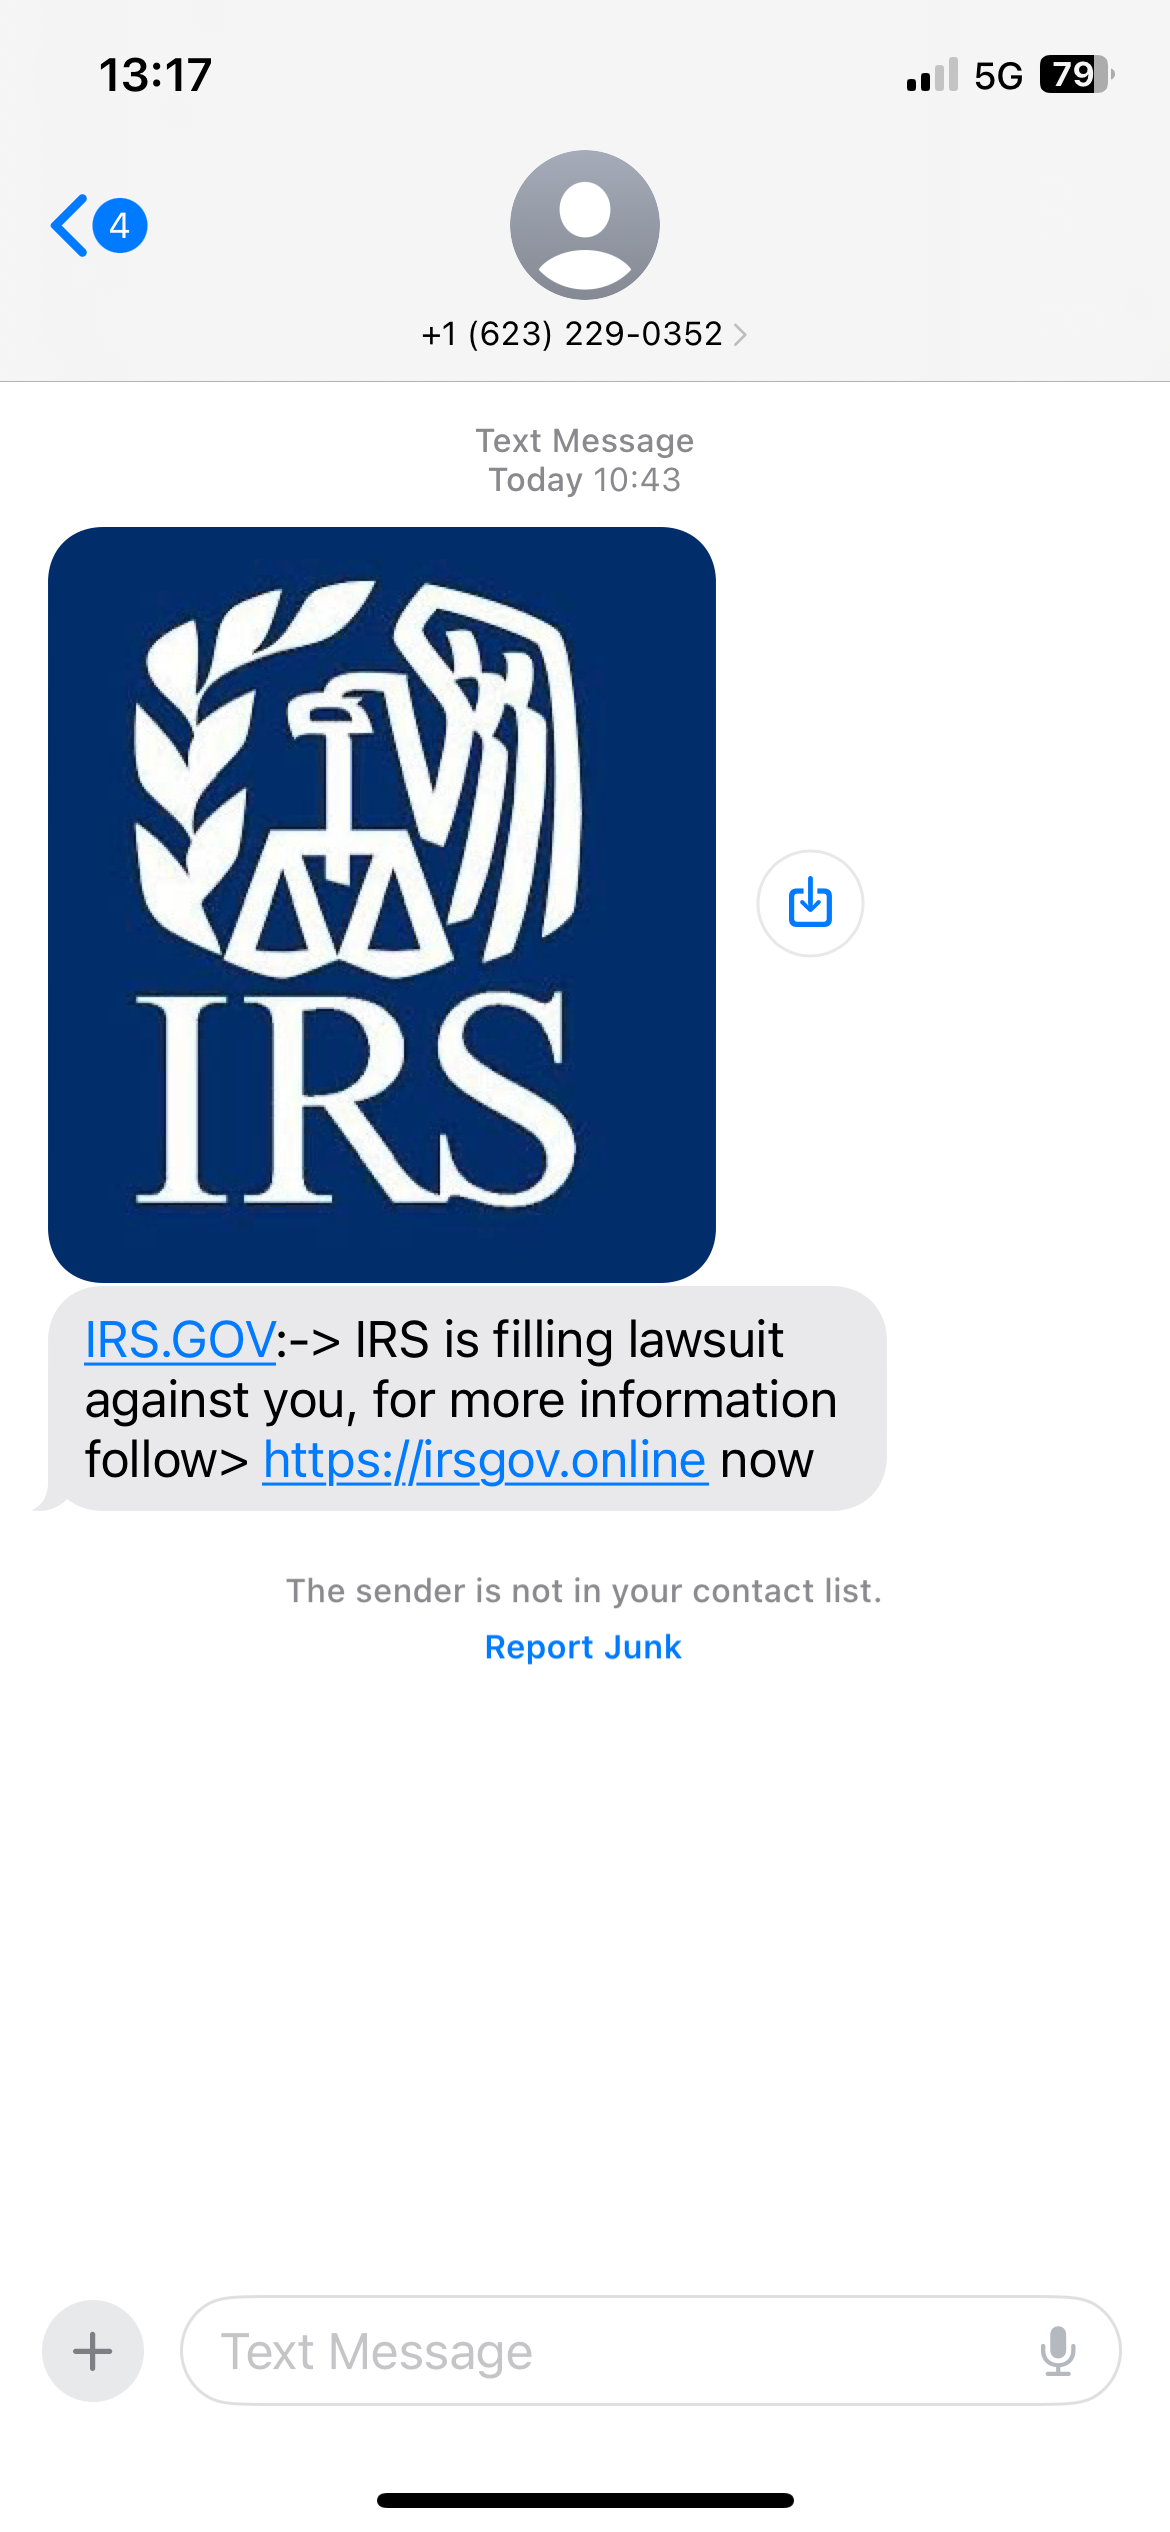 13:17
5G 79
4
+1 (623) 229-0352
Text Message
Today 10:43
IRS
IRS.GOV:-> IRS is filling lawsuit
against you, for more information
follow> https://irsgov.online now
The sender is not in your contact list.
Report Junk
Text Message